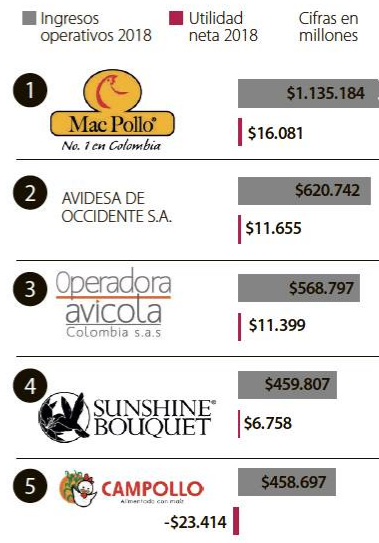 Ingresos operativos 2018
Utilidad neta 2018
Cifras en millones
1
Mac Pollo®
No. 1 en Colombia
$1.135.184
$16.081
2
AVIDESA DE
OCCIDENTE S.A.
$620.742
$11.655
3
Operadora
avicola
Colombia s.a.s
$568.797
$11.399
4
SUNSHINE®
BOUQUET
$459.807
$6.758
5
CAMPOLLO
Alimentado con maíz
$458.697
-$23.414